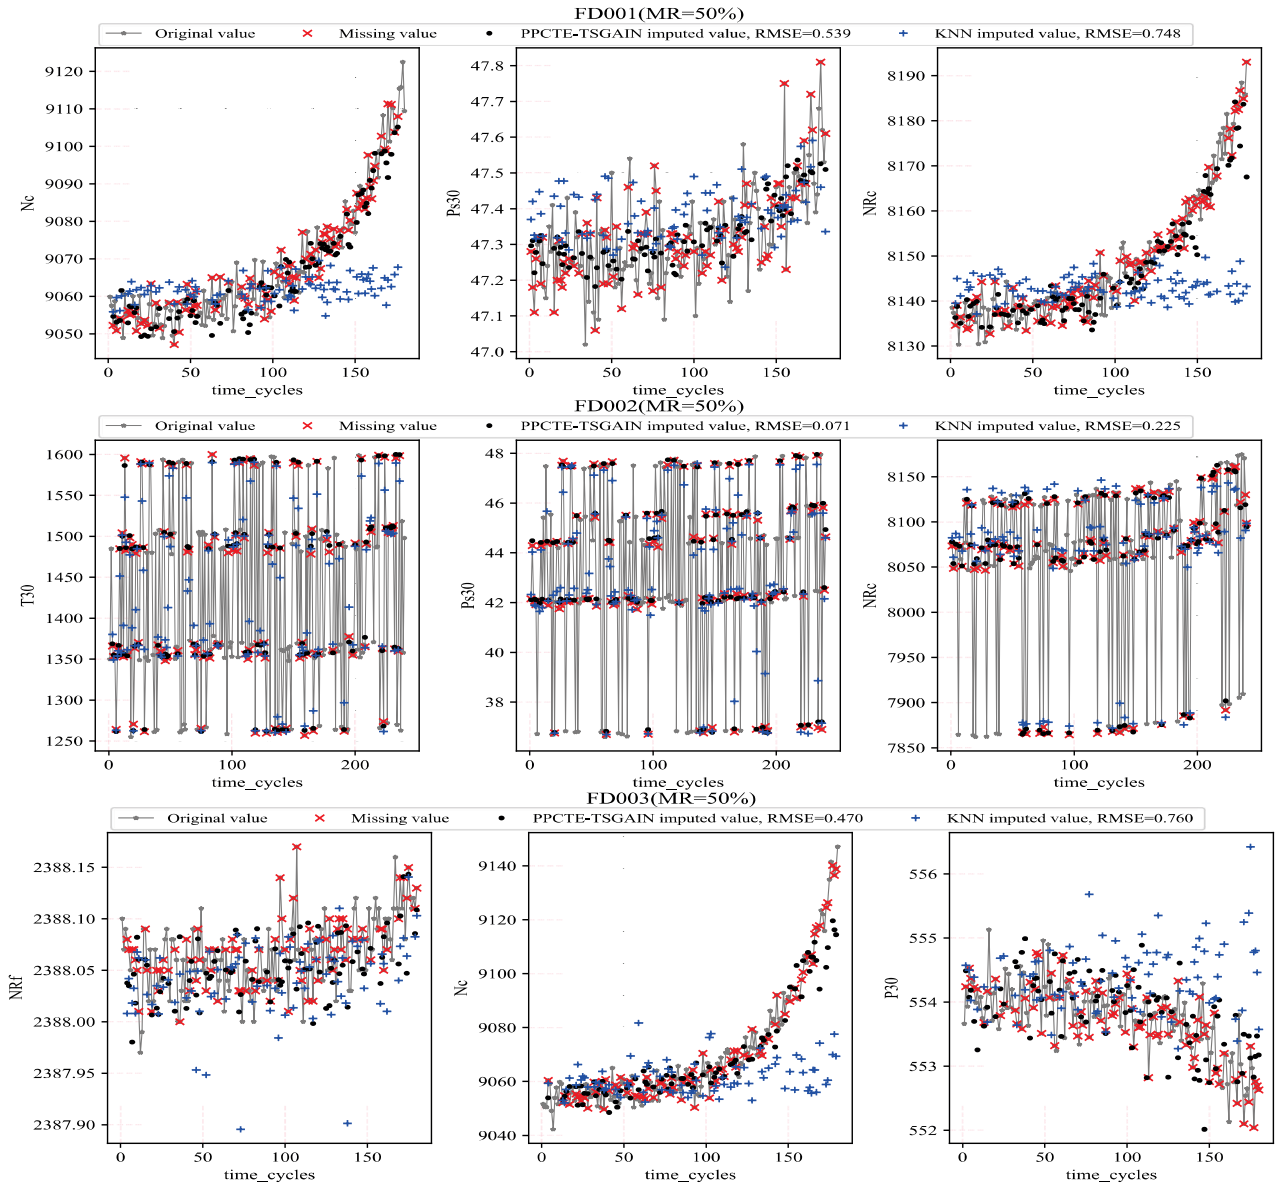 FD001(MR=50%)
Original value Missing value PPCTE-TSGAIN imputed value, RMSE=0.539 KNN imputed value, RMSE=0.748
9120
9110
9100
9090
9080
9070
9060
9050
Nc
0 50 100 150
time_cycles
47.8
47.7
47.6
47.5
47.4
47.3
47.2
47.1
47.0
Ps30
0 50 100 150
time_cycles
8190
8180
8170
8160
8150
8140
8130
NRc
0 50 100 150
time_cycles
FD002(MR=50%)
Original value Missing value PPCTE-TSGAIN imputed value, RMSE=0.071 KNN imputed value, RMSE=0.225
1600
1550
1500
1450
1400
1350
1300
1250
T30
0 100 200
time_cycles
48
46
44
42
40
38
Ps30
0 100 200
time_cycles
8150
8100
8050
8000
7950
7900
7850
NRc
0 100 200
time_cycles
FD003(MR=50%)
Original value Missing value PPCTE-TSGAIN imputed value, RMSE=0.470 KNN imputed value, RMSE=0.760
2388.15
2388.10
2388.05
2388.00
2387.95
2387.90
NRf
0 50 100 150
time_cycles
9140
9120
9100
9080
9060
9040
Nc
0 50 100 150
time_cycles
556
555
554
553
552
P30
0 50 100 150
time_cycles